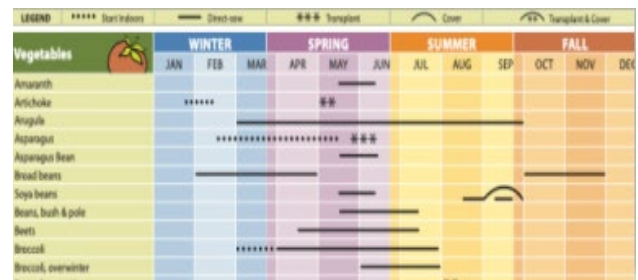 LEGEND Start Indoors Direct-sow Transplant Cover Transplant & Cover
Vegetables WINTER SPRING SUMMER FALL
JAN FEB MAR APR MAY JUN JUL AUG SEP OCT NOV DEC
Amaranth
Artichoke
Arugula
Asparagus
Asparagus Bean
Broad beans
Soya beans
Beans, bush & pole
Beets
Broccoli
Broccoli, overwinter